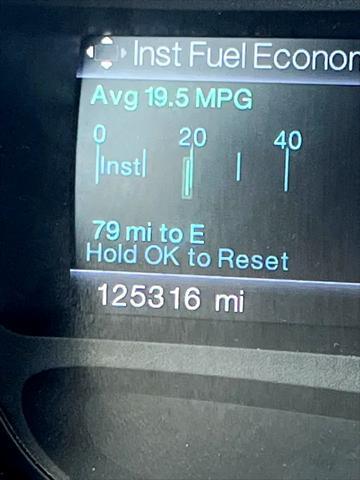 Inst Fuel Econom
Avg 19.5 MPG
0 20 40
Inst
79 mi to E
Hold OK to Reset
125316 mi